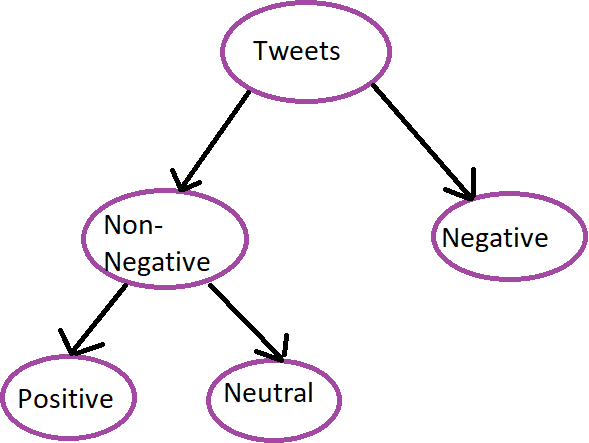 Tweets
Non-
Negative
Negative
Positive
Neutral